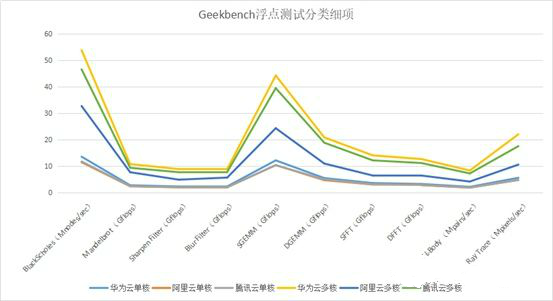 Geekbench浮点测试分类细项
60
50
40
30
20
10
0
BlackScholes（Mnodes/sec）
Mandelbrot（Gflops）
Sharpen Filter（Gflops）
Blur Filter（Gflops）
SGEMM（Gflops）
DGEMM（Gflops）
SFFT（Gflops）
DFFT（Gflops）
N-Body（Mpairs/sec）
Ray Trace（Mpixels/sec）
华为云单核 阿里云单核 腾讯云单核 华为云多核 阿里云多核 腾讯云多核